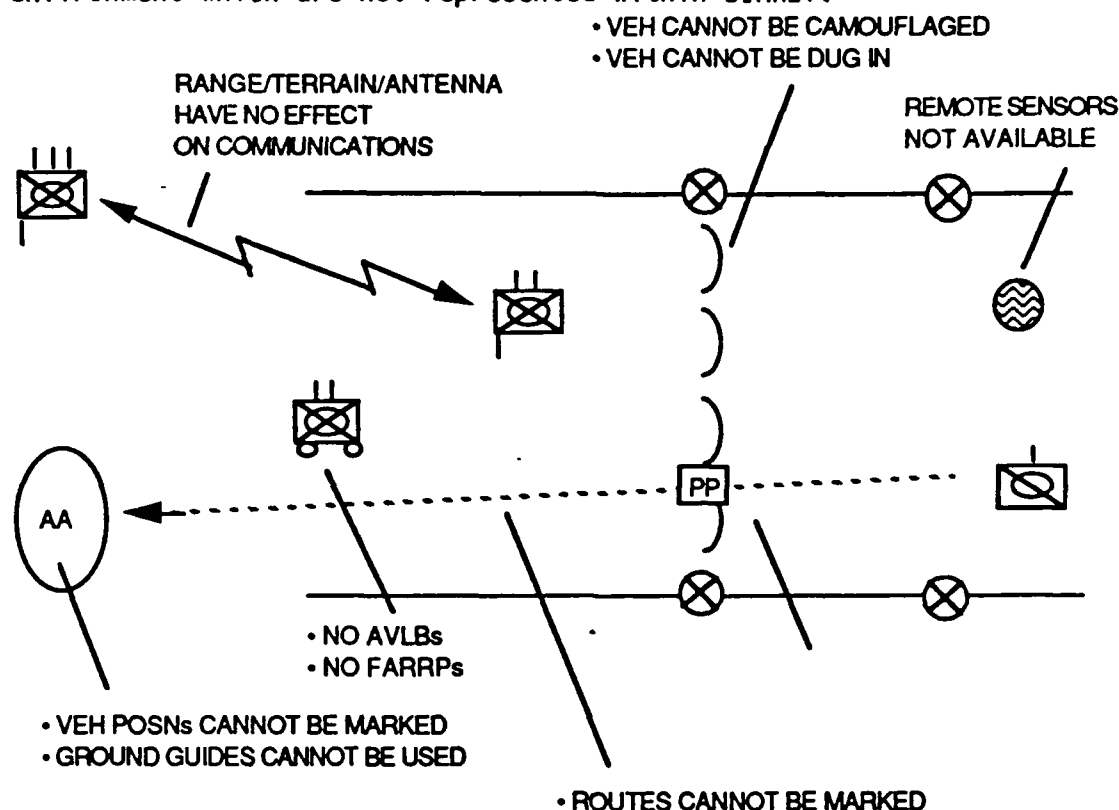 • VEH CANNOT BE CAMOUFLAGED
• VEH CANNOT BE DUG IN
RANGE/TERRAIN/ANTENNA
HAVE NO EFFECT
ON COMMUNICATIONS
REMOTE SENSORS
NOT AVAILABLE
PP
AA
• NO AVLBs
• NO FARRPs
• VEH POSNs CANNOT BE MARKED
• GROUND GUIDES CANNOT BE USED
• ROUTES CANNOT BE MARKED